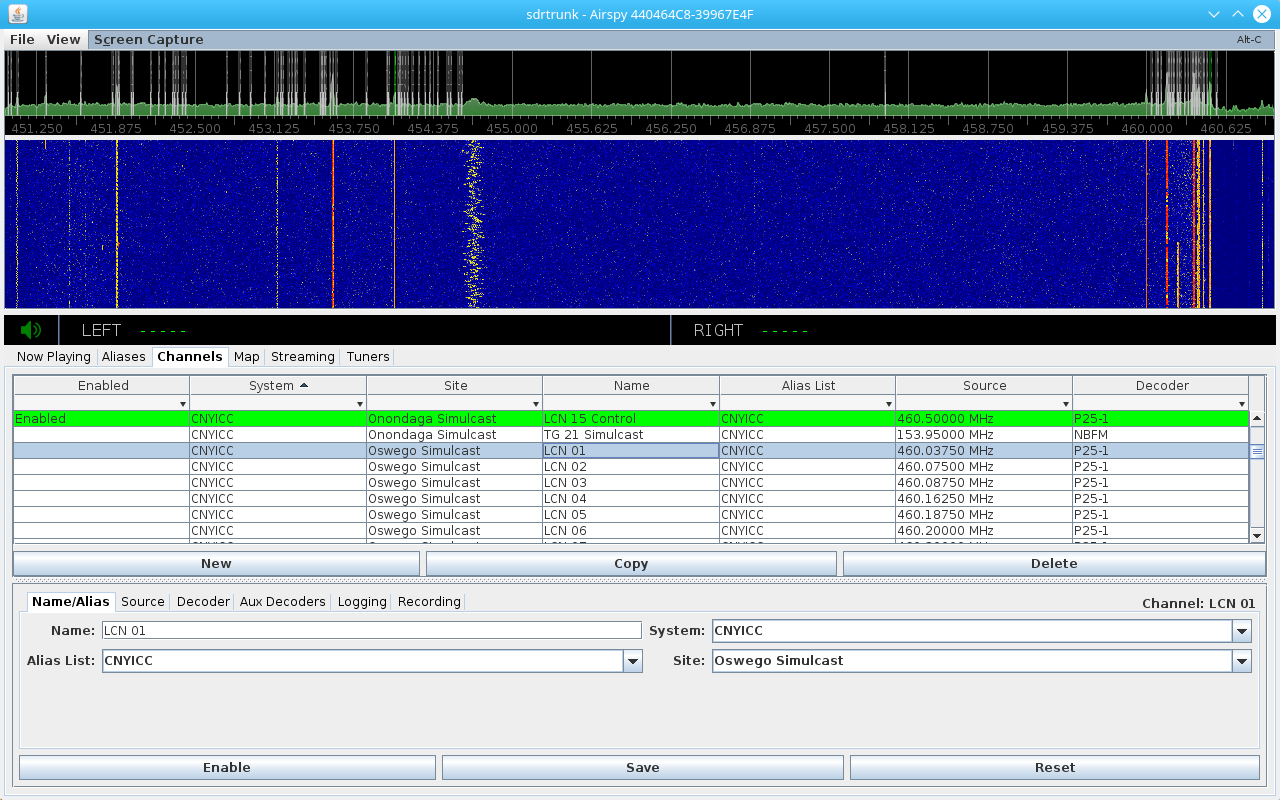 sdrtrunk - Airspy 440464C8-39967E4F
File View Screen Capture Alt-C
451.250 451.875 452.500 453.125 453.750 454.375 455.000 455.625 456.250 456.875 457.500 458.125 458.750 459.375 460.000 460.625
LEFT ----- RIGHT -----
Now Playing Aliases Channels Map Streaming Tuners
Enabled System Site Name Alias List Source Decoder
Enabled CNYICC Onondaga Simulcast LCN 15 Control CNYICC 460.50000 MHz P25-1
CNYICC Onondaga Simulcast TG 21 Simulcast CNYICC 153.95000 MHz NBFM
CNYICC Oswego Simulcast LCN 01 CNYICC 460.03750 MHz P25-1
CNYICC Oswego Simulcast LCN 02 CNYICC 460.07500 MHz P25-1
CNYICC Oswego Simulcast LCN 03 CNYICC 460.08750 MHz P25-1
CNYICC Oswego Simulcast LCN 04 CNYICC 460.16250 MHz P25-1
CNYICC Oswego Simulcast LCN 05 CNYICC 460.18750 MHz P25-1
CNYICC Oswego Simulcast LCN 06 CNYICC 460.20000 MHz P25-1
New Copy Delete
Name/Alias Source Decoder Aux Decoders Logging Recording Channel: LCN 01
Name: LCN 01 System: CNYICC
Alias List: CNYICC Site: Oswego Simulcast
Enable Save Reset